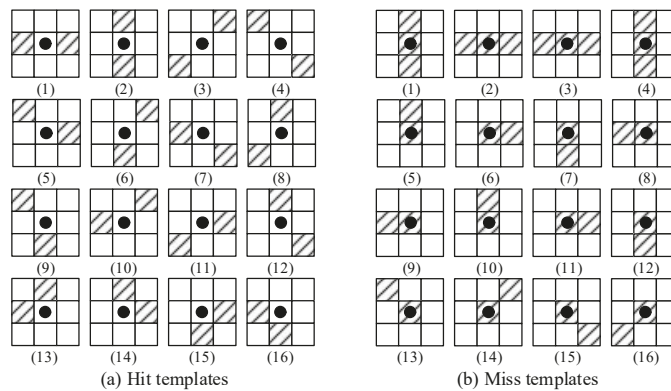 (1) (2) (3) (4) (1) (2) (3) (4)
(5) (6) (7) (8) (5) (6) (7) (8)
(9) (10) (11) (12) (9) (10) (11) (12)
(13) (14) (15) (16) (13) (14) (15) (16)
(a) Hit templates (b) Miss templates